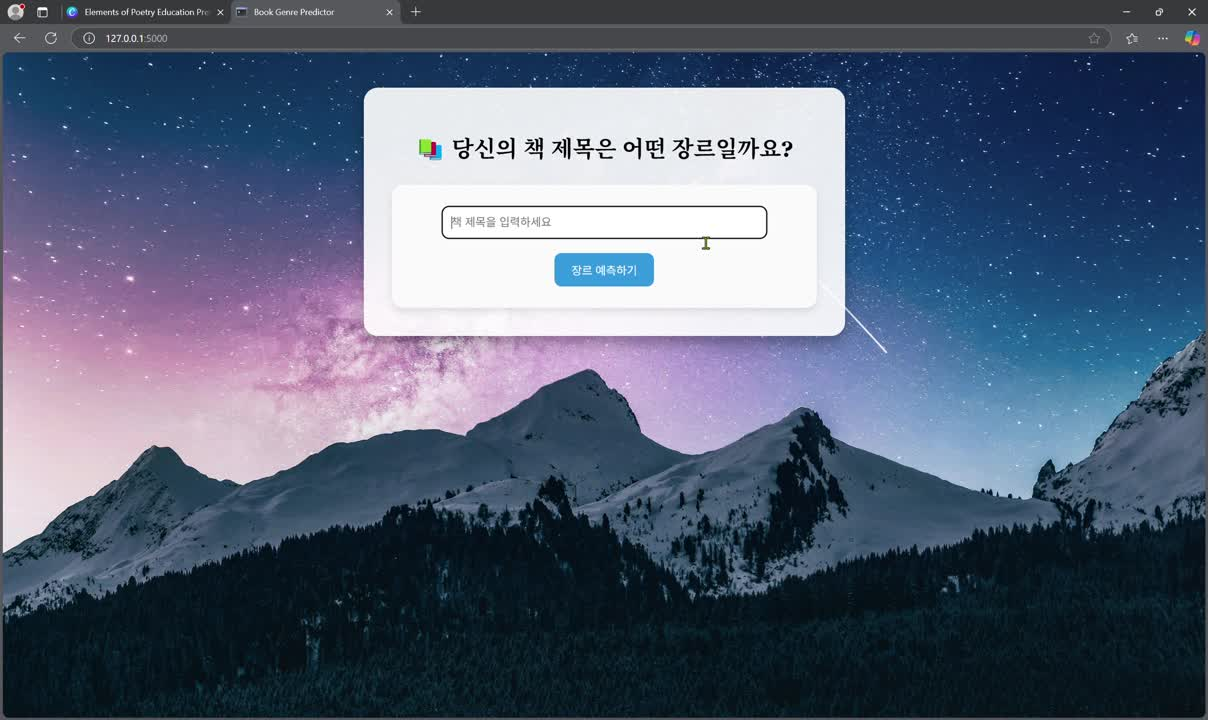 Elements of Poetry Education Pre
Book Genre Predictor
127.0.0.1:5000
당신의 책 제목은 어떤 장르일까요?
책 제목을 입력하세요
장르 예측하기